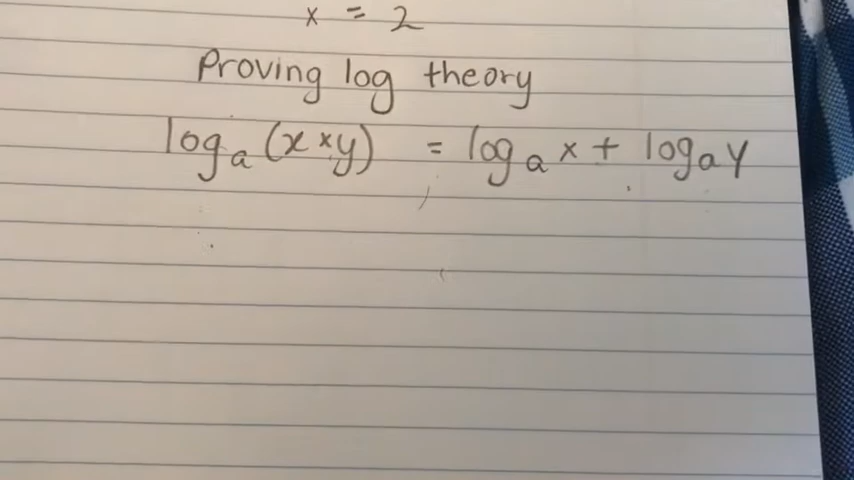 x = 2
Proving log theory
logₐ (x × y) = logₐ x + logₐ y